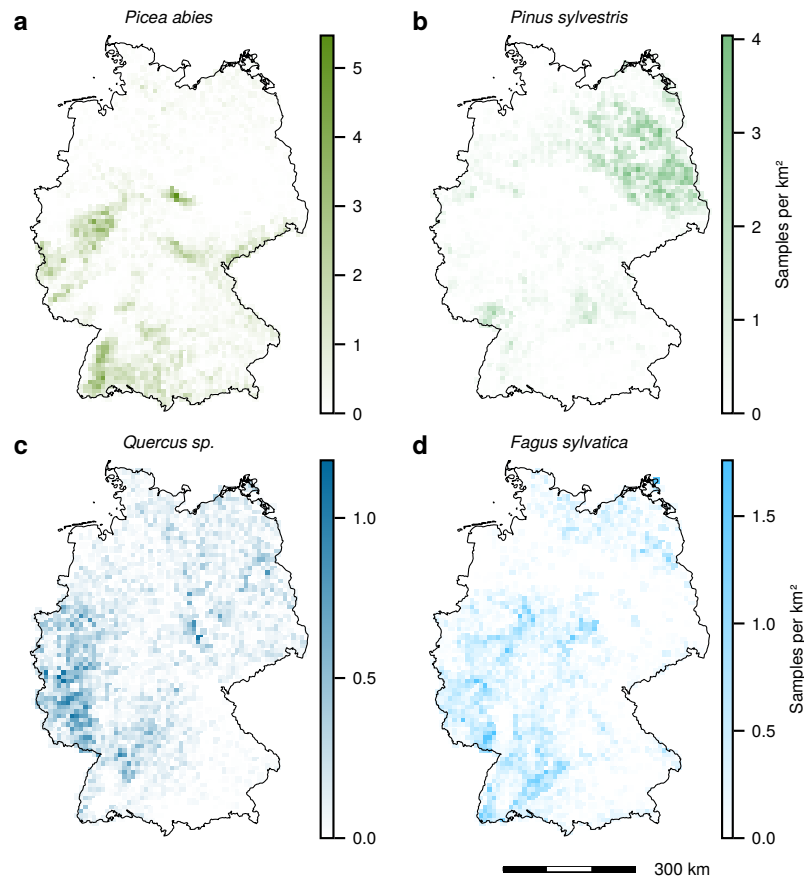 a
Picea abies
5
4
3
2
1
0
b
Pinus sylvestris
4
3
2
1
0
Samples per km²
c
Quercus sp.
1.0
0.5
0.0
d
Fagus sylvatica
1.5
1.0
0.5
0.0
Samples per km²
300 km